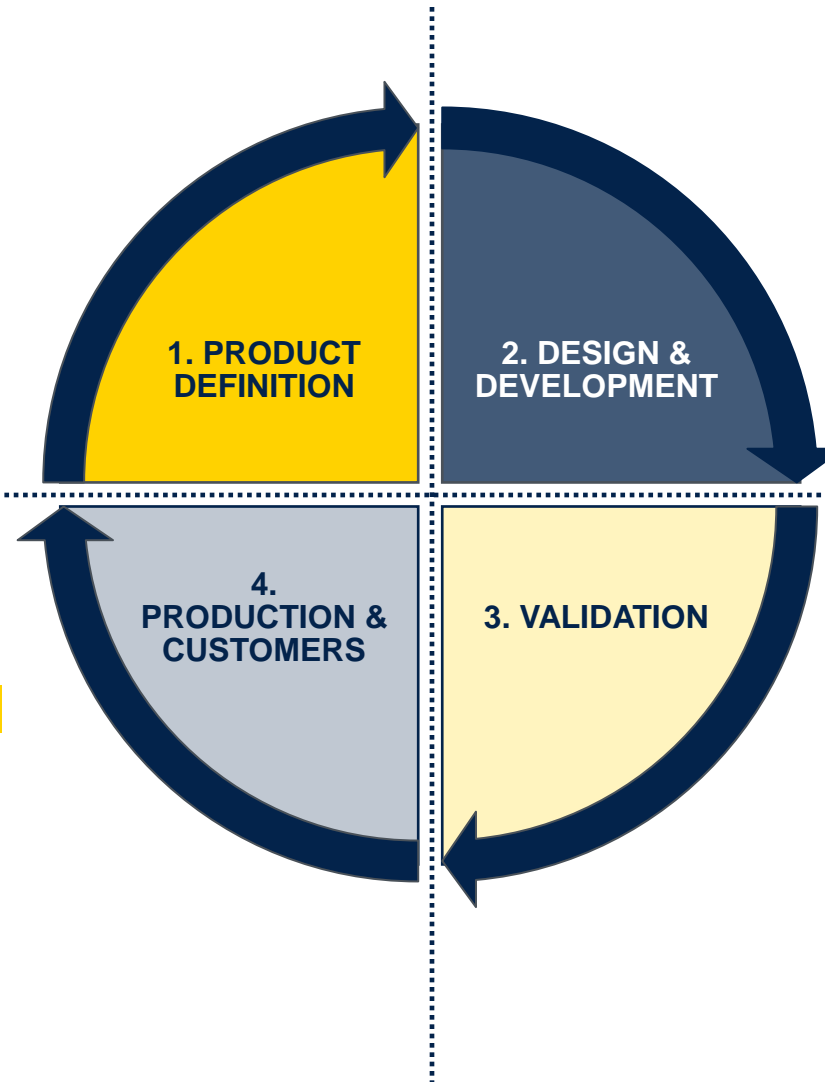 1. PRODUCT
DEFINITION
2. DESIGN &
DEVELOPMENT
4.
PRODUCTION &
CUSTOMERS
3. VALIDATION